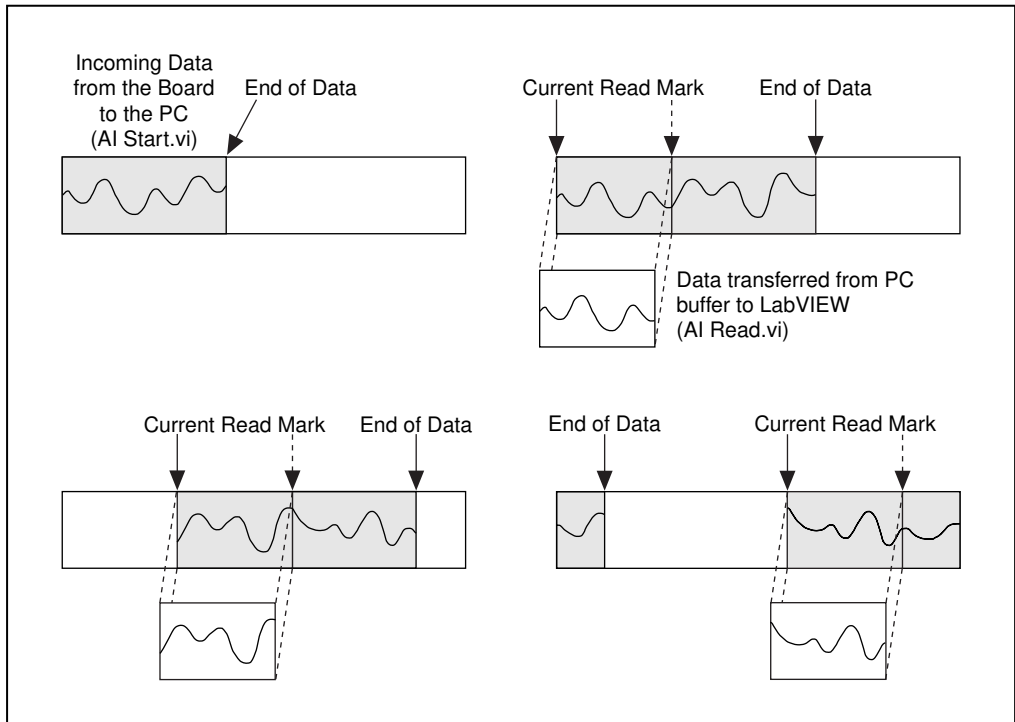 Incoming Data
from the Board
to the PC
(AI Start.vi)
End of Data
Current Read Mark
End of Data
Data transferred from PC
buffer to LabVIEW
(AI Read.vi)
Current Read Mark
End of Data
End of Data
Current Read Mark